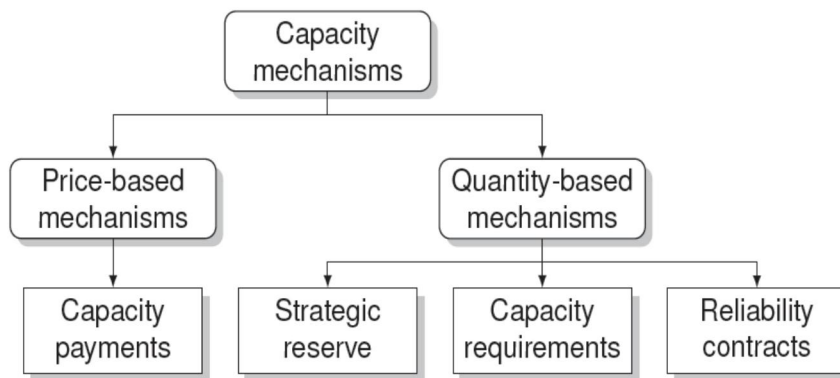 Capacity
mechanisms
Price-based
mechanisms
Quantity-based
mechanisms
Capacity
payments
Strategic
reserve
Capacity
requirements
Reliability
contracts